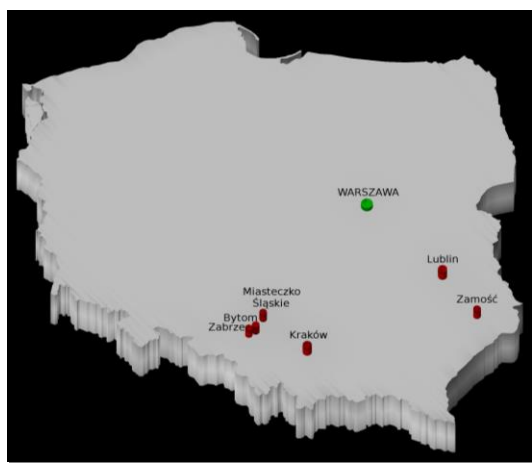 WARSZAWA
Lublin
Zamość
Miasteczko
Śląskie
Bytom
Zabrze
Kraków